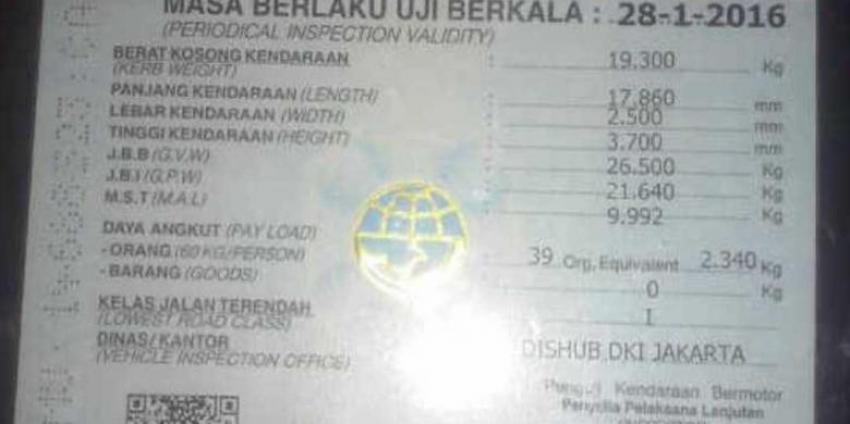 MASA BERLAKU UJI BERKALA : 28-1-2016
(PERIODICAL INSPECTION VALIDITY)
BERAT KOSONG KENDARAAN : 19.300 Kg
(KERB WEIGHT)
PANJANG KENDARAAN (LENGTH) : 17.860 mm
LEBAR KENDARAAN (WIDTH) : 2.500 mm
TINGGI KENDARAAN (HEIGHT) : 3.700 mm
J.B.B (G.V.W) : 26.500 Kg
J.B.I (G.P.W) : 21.640 Kg
M.S.T (M.A.L) : 9.992 Kg
DAYA ANGKUT (PAY LOAD)
-ORANG (60 KG/PERSON) : 39 Org, Equivalent 2.340 Kg
-BARANG (GOODS) : 0 Kg
KELAS JALAN TERENDAH : I
(LOWEST ROAD CLASS)
DINAS/KANTOR DISHUB DKI JAKARTA
(VEHICLE INSPECTION OFFICE)
Penguji Kendaraan Bermotor
Penyelia Pelaksana Lanjutan